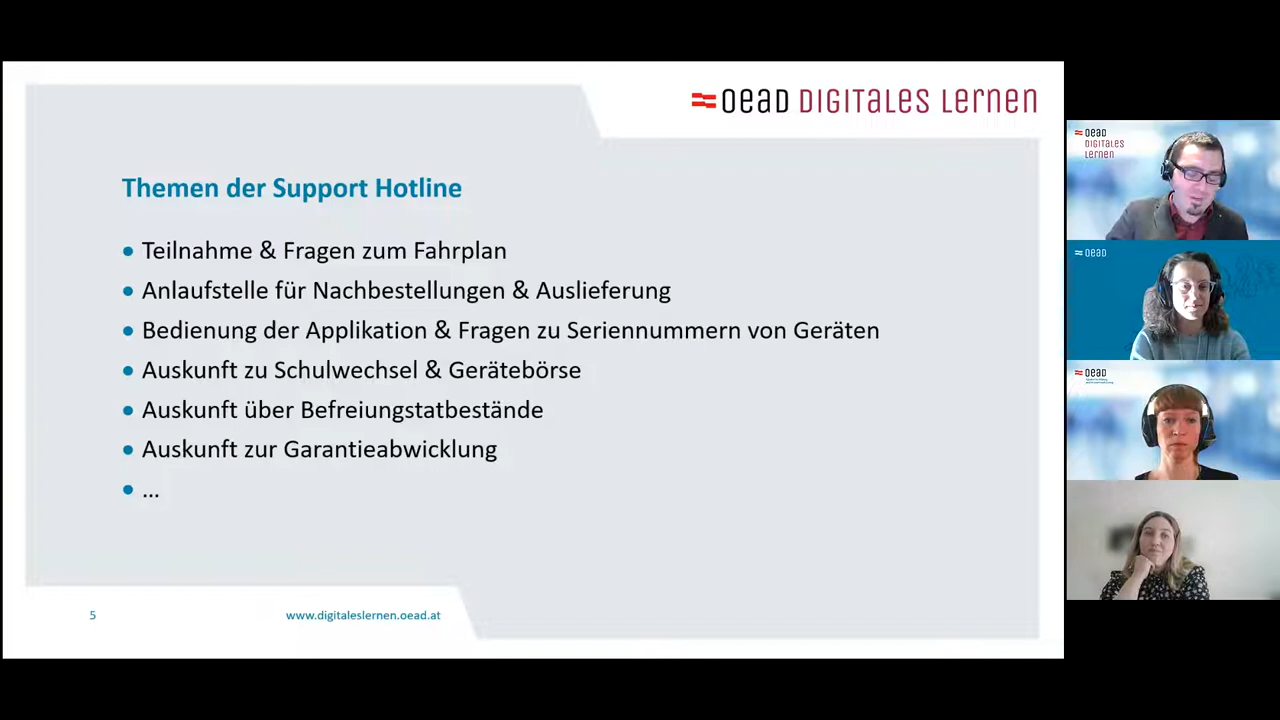 OEAD DIGITALES LERNEN
Themen der Support Hotline
• Teilnahme & Fragen zum Fahrplan
• Anlaufstelle für Nachbestellungen & Auslieferung
• Bedienung der Applikation & Fragen zu Seriennummern von Geräten
• Auskunft zu Schulwechsel & Gerätebörse
• Auskunft über Befreiungstatbestände
• Auskunft zur Garantieabwicklung
• ...
5
www.digitaleslernen.oead.at
OEAD
DIGITALES
LERNEN
OEAD
OEAD